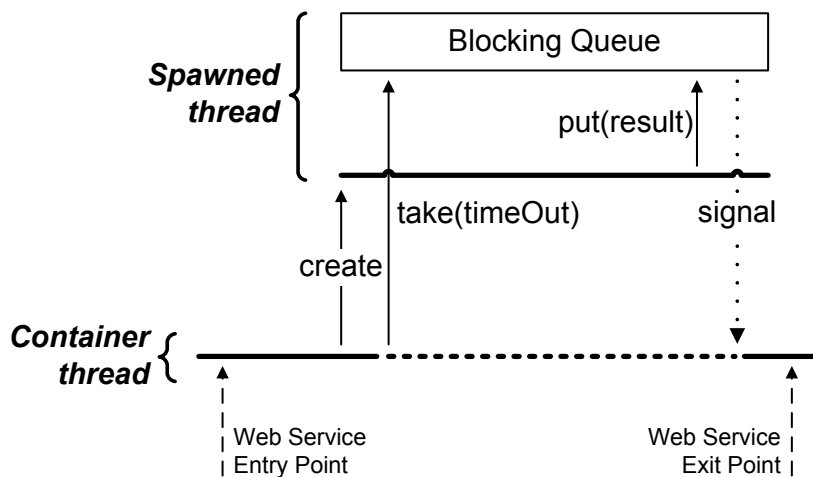 Blocking Queue
Spawned
thread
put(result)
take(timeOut)
signal
create
Container
thread
Web Service
Entry Point
Web Service
Exit Point